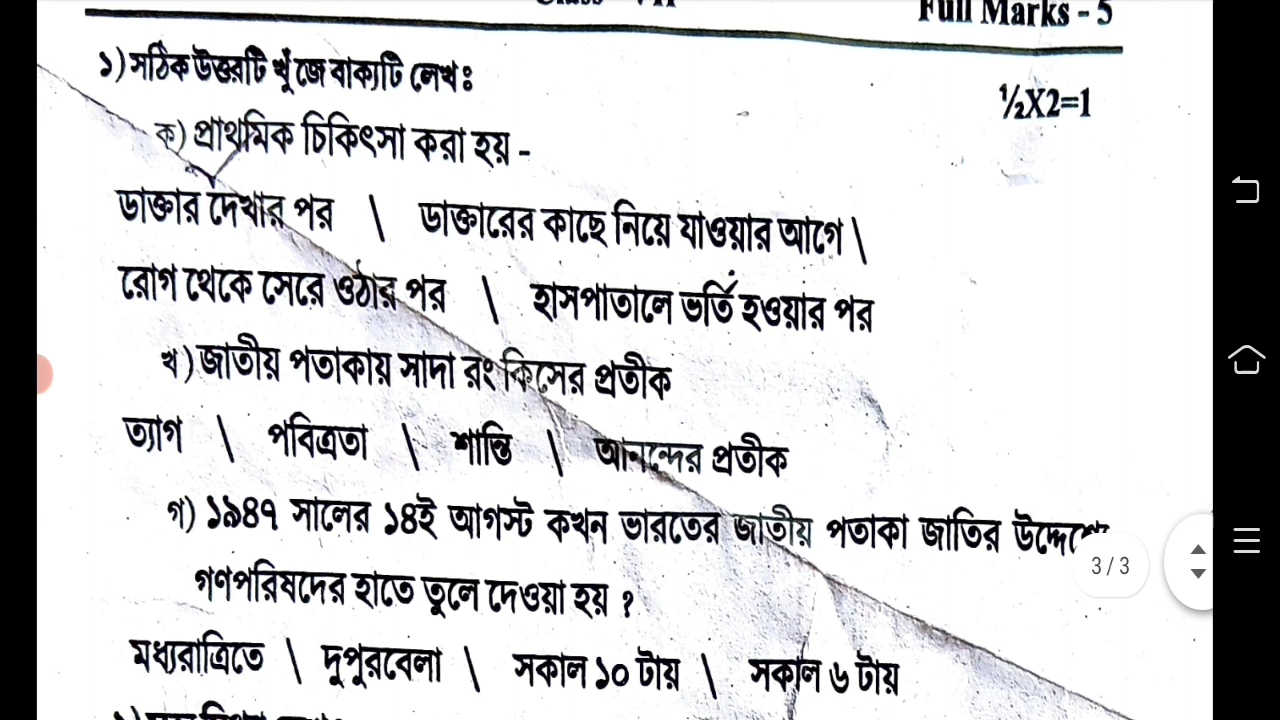 Full Marks - 5
১) সঠিক উত্তরটি খুঁজে বাক্যটি লেখ ঃ
½X2=1
ক) প্রাথমিক চিকিৎসা করা হয় -
ডাক্তার দেখার পর \ ডাক্তারের কাছে নিয়ে যাওয়ার আগে \
রোগ থেকে সেরে ওঠার পর \ হাসপাতালে ভর্তি হওয়ার পর
খ) জাতীয় পতাকায় সাদা রং কিসের প্রতীক
ত্যাগ \ পবিত্রতা \ শান্তি \ আনন্দের প্রতীক
গ) ১৯৪৭ সালের ১৪ই আগস্ট কখন ভারতের জাতীয় পতাকা জাতির উদ্দেশ্যে
গণপরিষদের হাতে তুলে দেওয়া হয় ?
3 / 3
মধ্যরাত্রিতে \ দুপুরবেলা \ সকাল ১০ টায় \ সকাল ৬ টায়